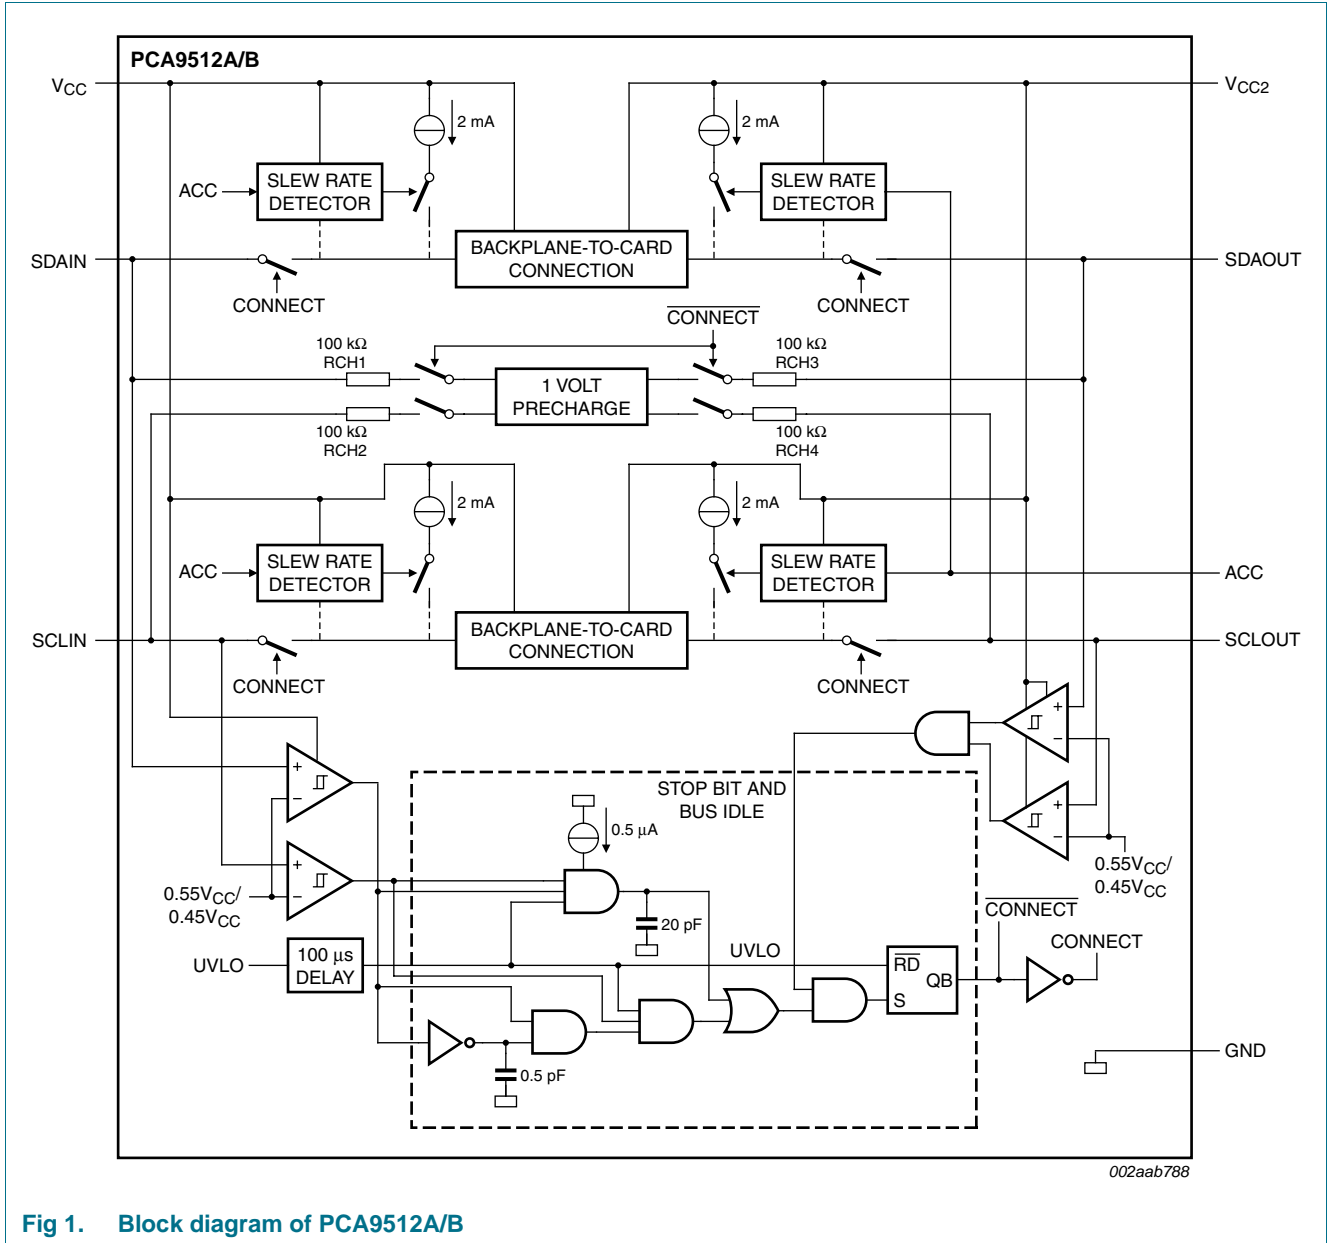 PCA9512A/B
VCC
VCC2
2 mA
2 mA
ACC
SLEW RATE
DETECTOR
SLEW RATE
DETECTOR
BACKPLANE-TO-CARD
CONNECTION
SDAIN
SDAOUT
CONNECT
CONNECT
CONNECT
100 kΩ
RCH1
100 kΩ
RCH3
1 VOLT
PRECHARGE
100 kΩ
RCH2
100 kΩ
RCH4
2 mA
2 mA
ACC
SLEW RATE
DETECTOR
SLEW RATE
DETECTOR
ACC
BACKPLANE-TO-CARD
CONNECTION
SCLIN
SCLOUT
CONNECT
CONNECT
+
−
+
−
+
−
+
−
STOP BIT AND
BUS IDLE
0.5 μA
0.55VCC/
0.45VCC
0.55VCC/
0.45VCC
20 pF
CONNECT
CONNECT
UVLO
100 μs
DELAY
UVLO
RD
QB
S
0.5 pF
GND
002aab788
Fig 1. Block diagram of PCA9512A/B